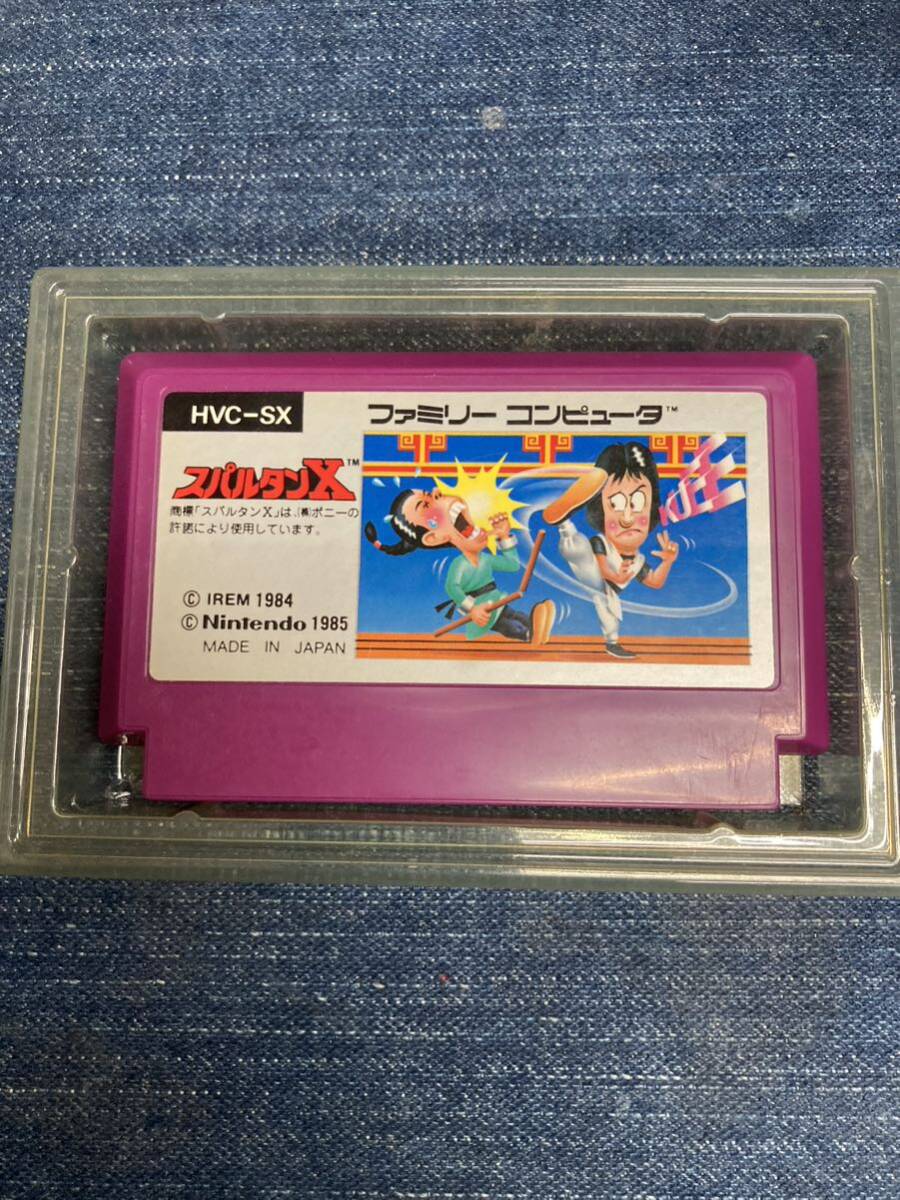 HVC-SX
ファミリー コンピュータ™
スパルタンX™
商標「スパルタンX」は、(株)ポニーの
許諾により使用しています。
© IREM 1984
© Nintendo 1985
MADE IN JAPAN